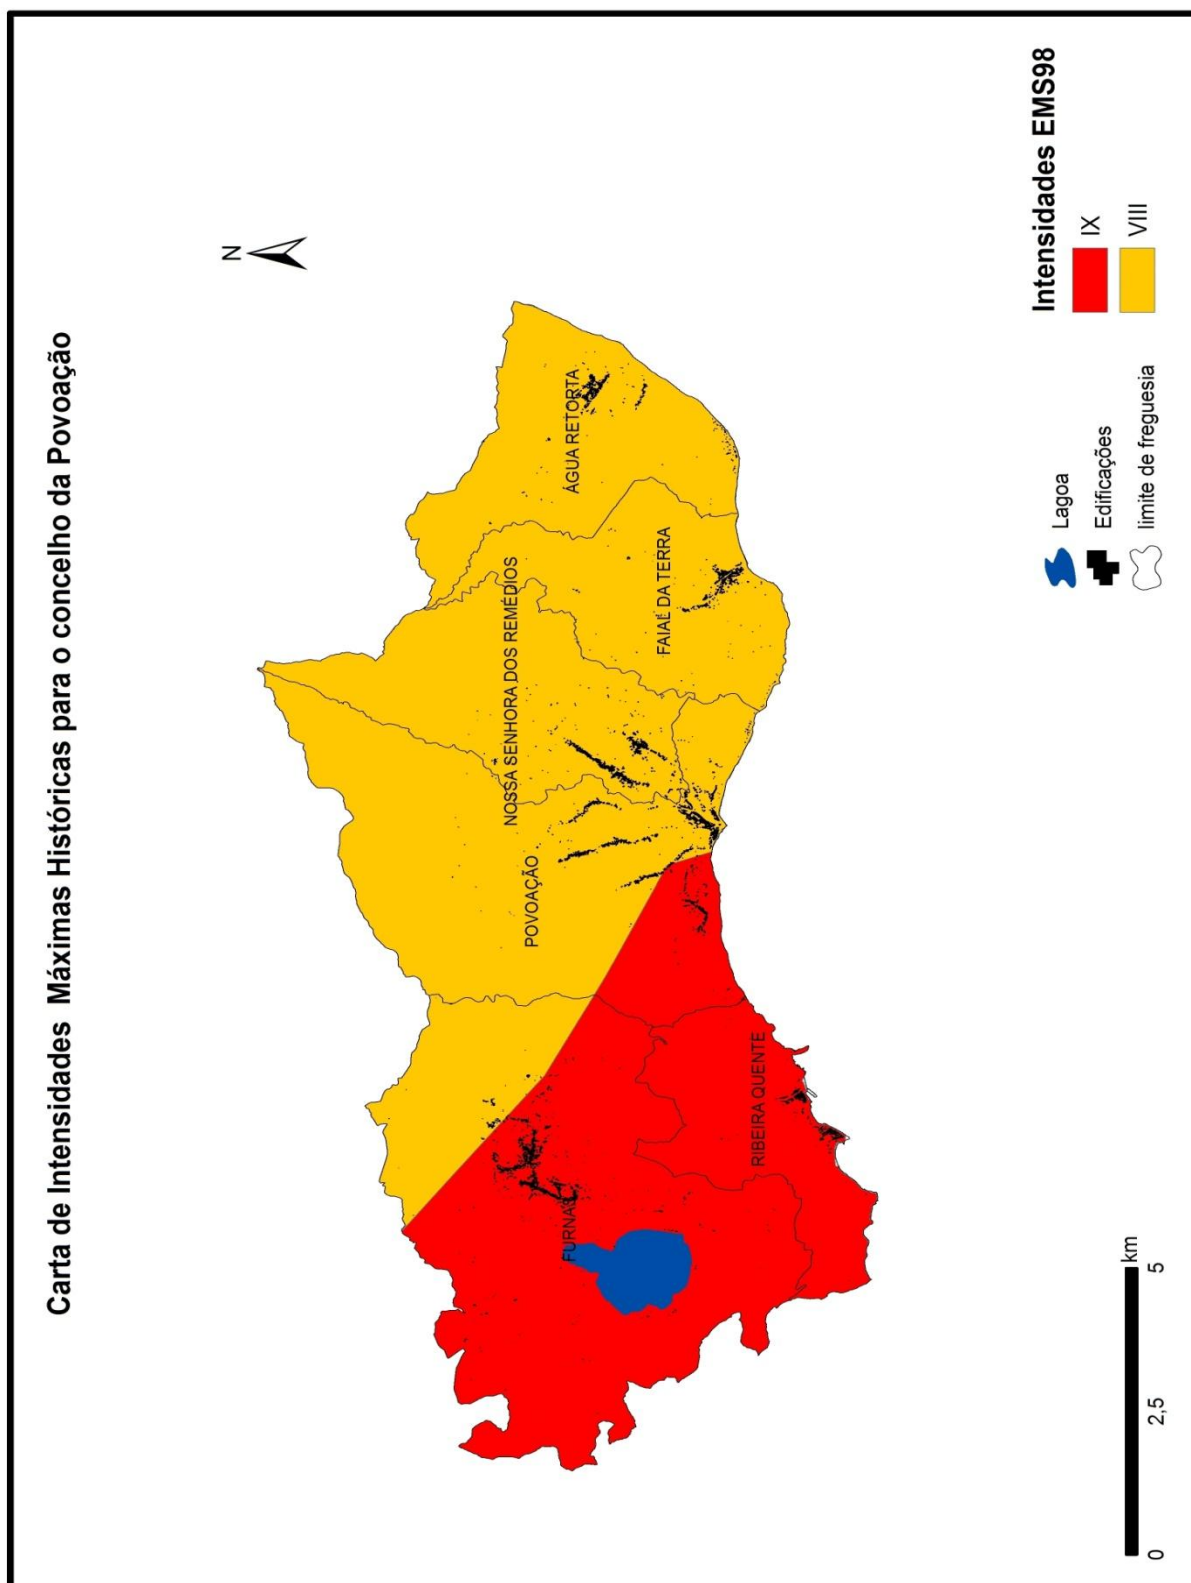 Carta de Intensidades Máximas Históricas para o concelho da Povoação
N
ÁGUA RETORTA
NOSSA SENHORA DOS REMÉDIOS
FAIAL DA TERRA
POVOAÇÃO
FURNAS
RIBEIRA QUENTE
0 2,5 5
km
Lagoa
Edificações
limite de freguesia
Intensidades EMS98
IX
VIII